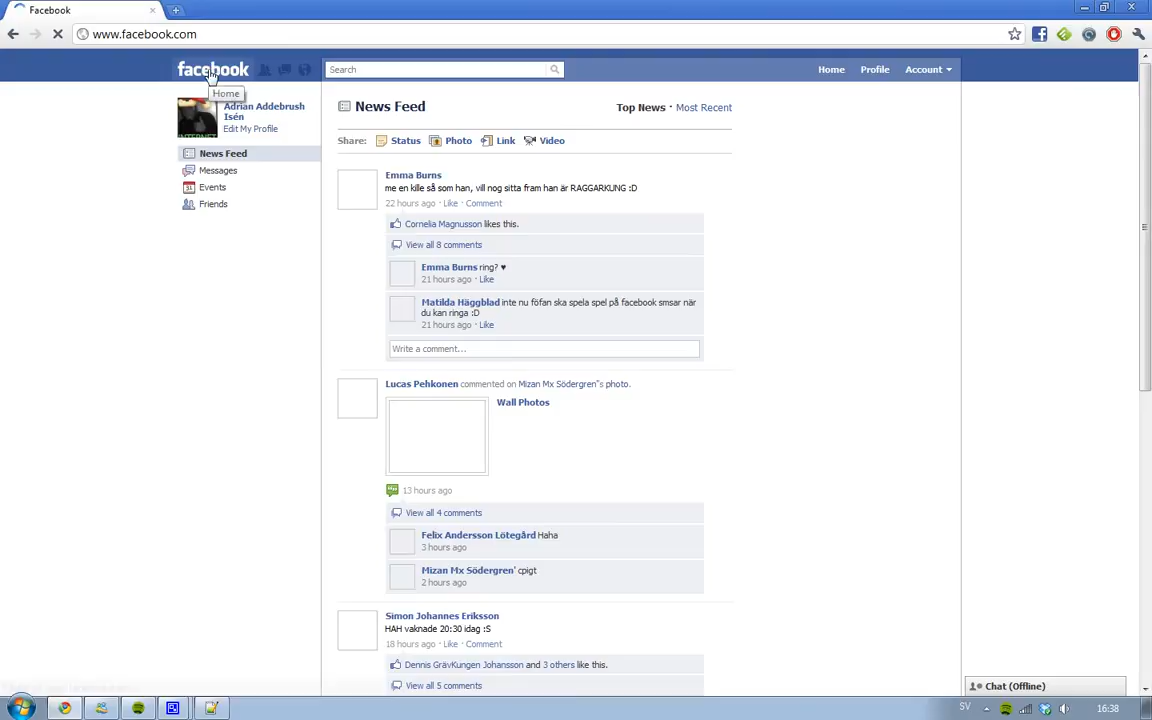 Facebook
www.facebook.com
facebook
Search
Home
Profile
Account
Home
Adrian Addebrush
Isén
Edit My Profile
News Feed
Messages
Events
Friends
News Feed
Top News · Most Recent
Share: Status Photo Link Video
Emma Burns
me en kille så som han, vill nog sitta fram han är RAGGARKUNG :D
22 hours ago · Like · Comment
Cornelia Magnusson likes this.
View all 8 comments
Emma Burns ring? ♥
21 hours ago · Like
Matilda Häggblad inte nu föfan ska spela spel på facebook smsar när
du kan ringa :D
21 hours ago · Like
Write a comment...
Lucas Pehkonen commented on Mizan Mx Södergren''s photo.
Wall Photos
13 hours ago
View all 4 comments
Felix Andersson Lötegård Haha
3 hours ago
Mizan Mx Södergren' cpigt
2 hours ago
Simon Johannes Eriksson
HAH vaknade 20:30 idag :S
18 hours ago · Like · Comment
Dennis GrävKungen Johansson and 3 others like this.
View all 5 comments
Chat (Offline)
SV
16:38